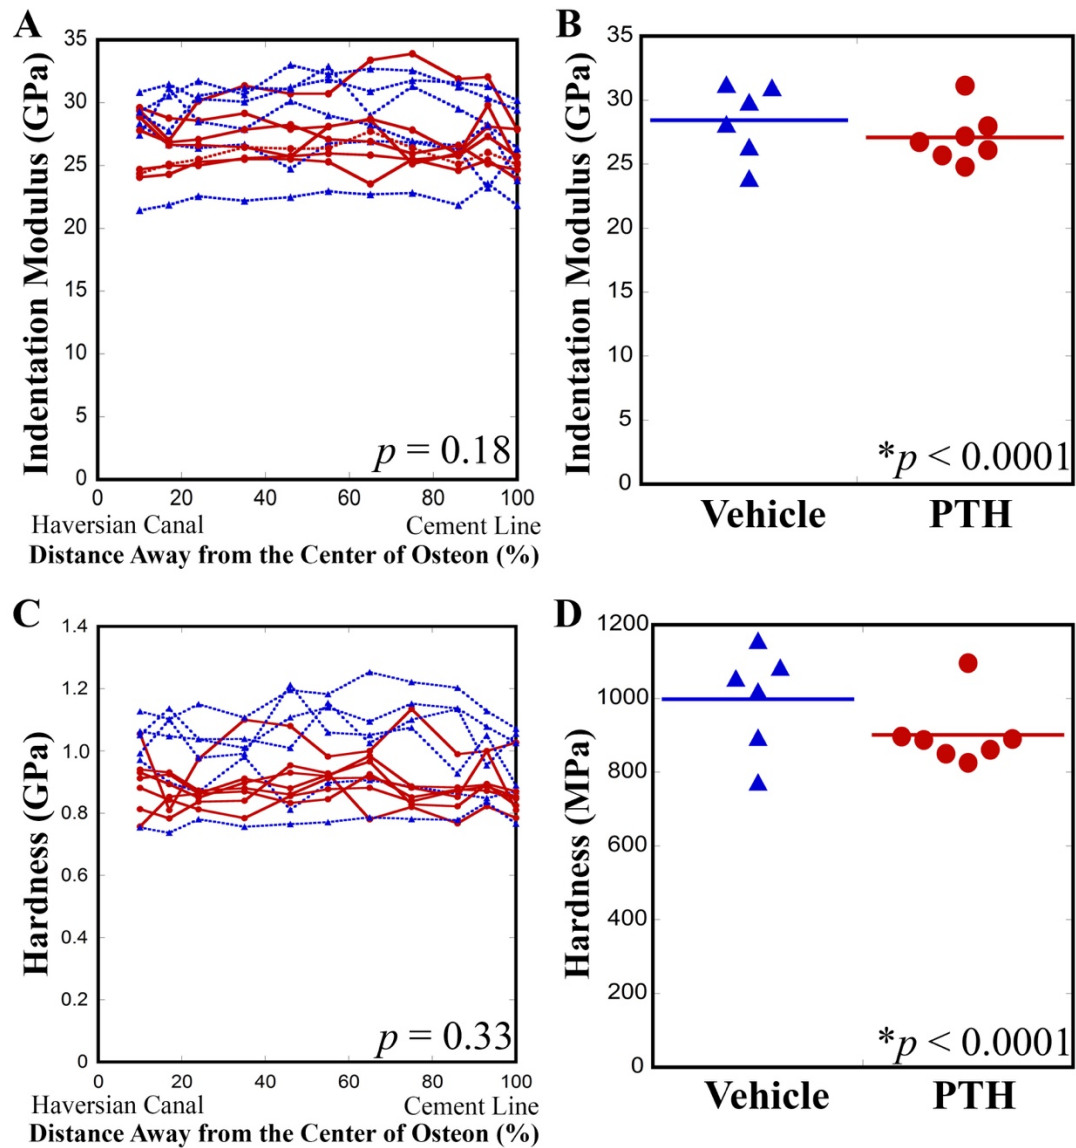 A
Indentation Modulus (GPa)
35
30
25
20
15
10
5
0
p = 0.18
0 20 40 60 80 100
Haversian Canal Cement Line
Distance Away from the Center of Osteon (%)
B
Indentation Modulus (GPa)
35
30
25
20
15
10
5
0
*p < 0.0001
Vehicle PTH
C
Hardness (GPa)
1.4
1.2
1.0
0.8
0.6
0.4
0.2
0
p = 0.33
0 20 40 60 80 100
Haversian Canal Cement Line
Distance Away from the Center of Osteon (%)
D
Hardness (MPa)
1200
1000
800
600
400
200
0
*p < 0.0001
Vehicle PTH